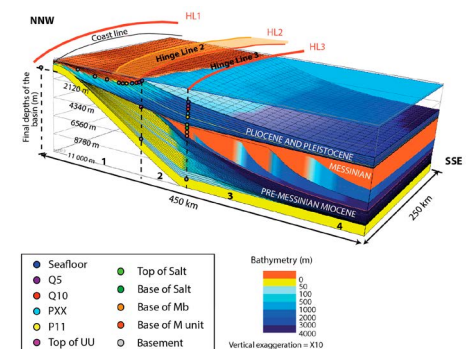 NNW
HL1
Coast line
HL2
Hinge Line 2
HL3
Hinge Line 3
Final depths of the basin (m)
2120 m
4340 m
6560 m
8780 m
11 000 m
PLIOCENE AND PLEISTOCENE
MESSINIAN
PRE-MESSINIAN MIOCENE
SSE
1
2
3
4
450 km
250 km
Seafloor
Q5
Q10
PXX
P11
Top of UU
Top of Salt
Base of Salt
Base of Mb
Base of M unit
Basement
Bathymetry (m)
0
50
100
500
1000
2000
3000
4000
Vertical exaggeration = X10